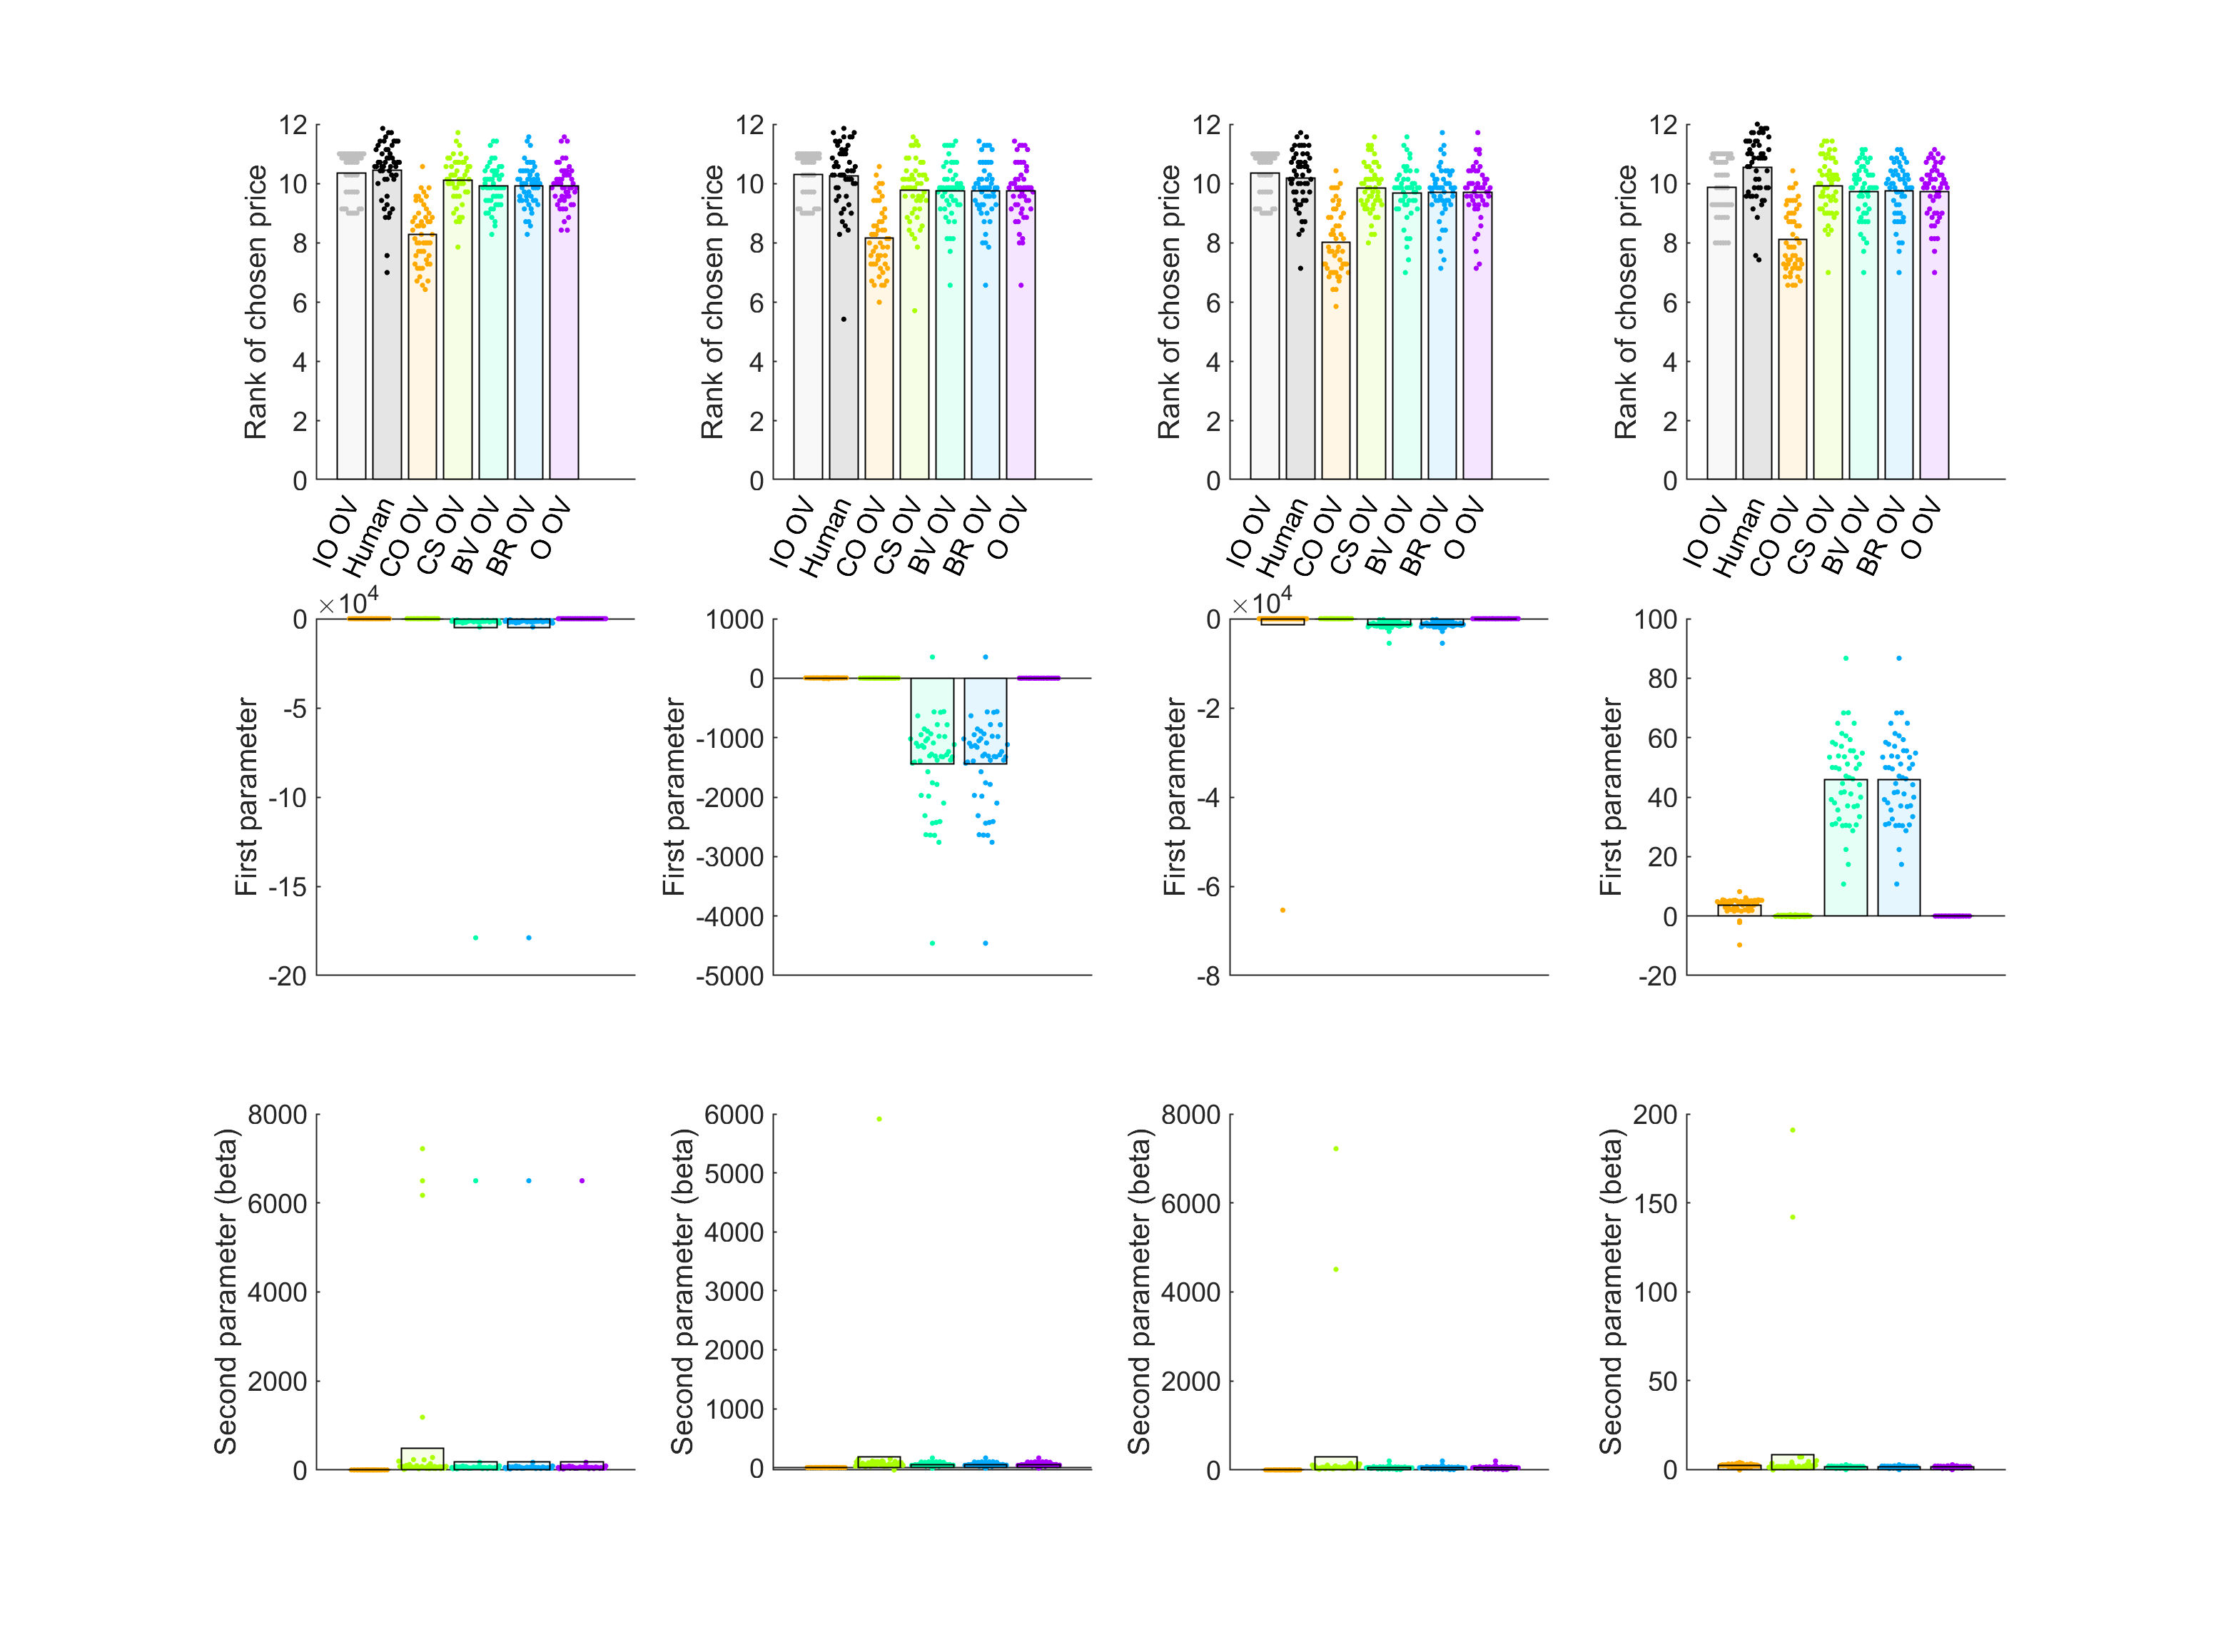 12 12 12 12
10 10 10 10
8 8 8 8
6 6 6 6
4 4 4 4
2 2 2 2
0 0 0 0
Rank of chosen price Rank of chosen price Rank of chosen price Rank of chosen price
IO OV Human CO OV CS OV BV OV BR OV O OV IO OV Human CO OV CS OV BV OV BR OV O OV IO OV Human CO OV CS OV BV OV BR OV O OV IO OV Human CO OV CS OV BV OV BR OV O OV
×10⁴ ×10⁴
0 1000 0 100
0 80
-5 -1000 -2 60
-10 -2000 -4 40
-3000
-15 -6 20
-4000 0
-20 -5000 -8 -20
First parameter First parameter First parameter First parameter
8000 6000 8000 200
5000
6000 6000 150
4000
4000 3000 4000 100
2000
2000 2000 50
1000
0 0 0 0
Second parameter (beta) Second parameter (beta) Second parameter (beta) Second parameter (beta)